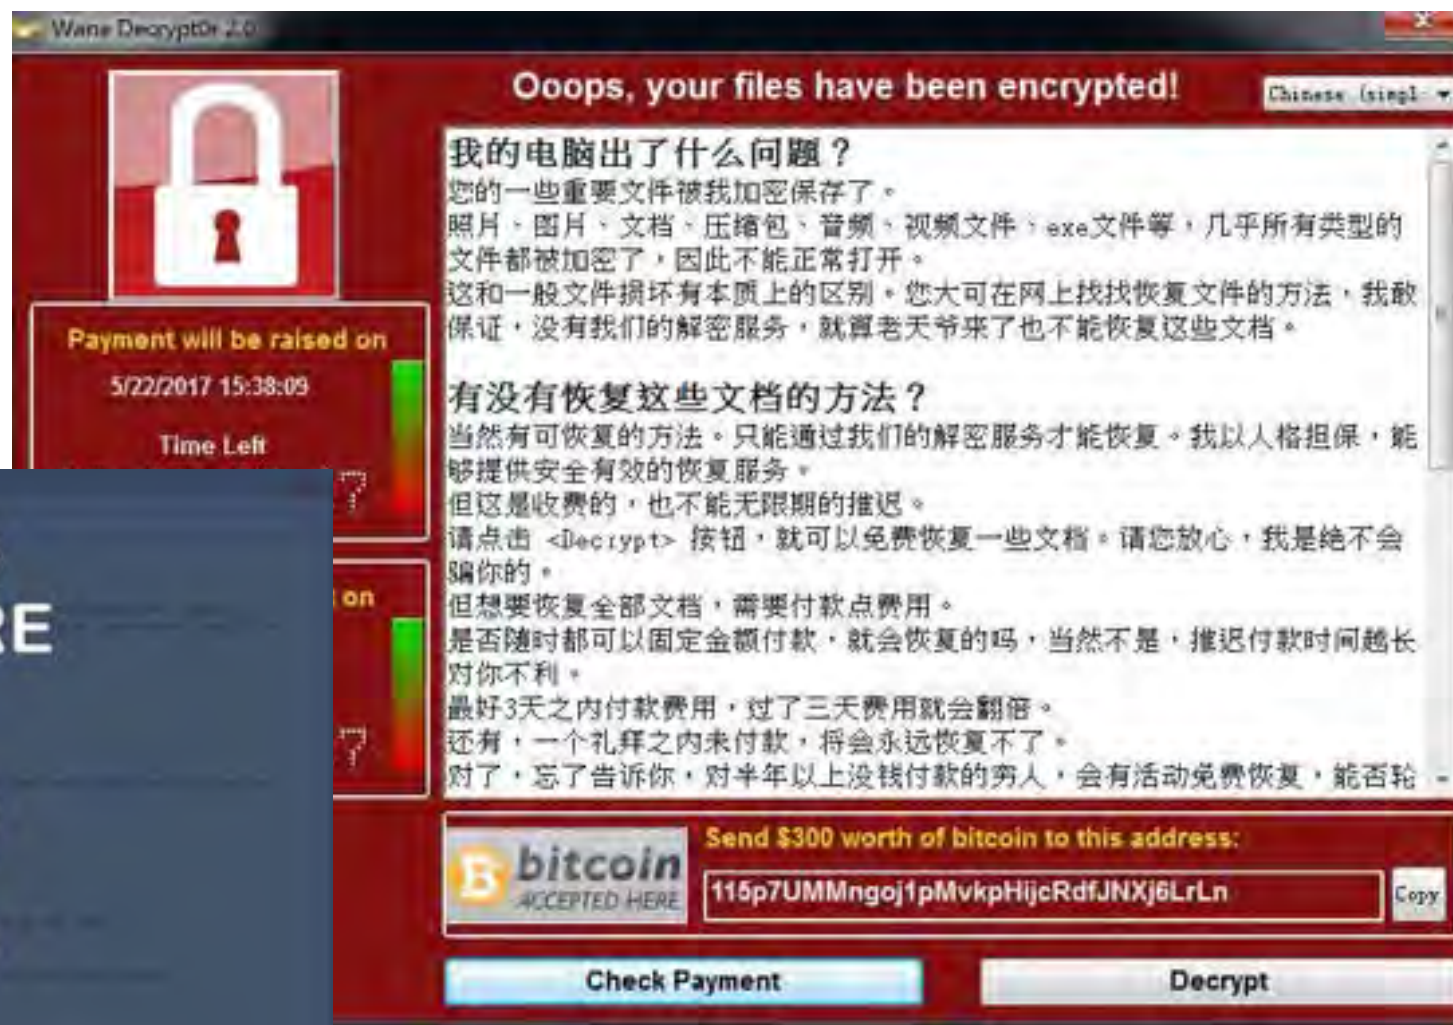 Wana Decrypt0r 2.0
Ooops, your files have been encrypted!
Chinese (simpl
Payment will be raised on
5/22/2017 15:38:09
Time Left
7
on
7
RE
我的电脑出了什么问题？
您的一些重要文件被我加密保存了。
照片、图片、文档、压缩包、音频、视频文件、exe文件等，几乎所有类型的
文件都被加密了，因此不能正常打开。
这和一般文件损坏有本质上的区别。您大可在网上找找恢复文件的方法，我敢
保证，没有我们的解密服务，就算老天爷来了也不能恢复这些文档。
有没有恢复这些文档的方法？
当然有可恢复的方法。只能通过我们的解密服务才能恢复。我以人格担保，能
够提供安全有效的恢复服务。
但这是收费的，也不能无限期的推迟。
请点击 <Decrypt> 按钮，就可以免费恢复一些文档。请您放心，我是绝不会
骗你的。
但想要恢复全部文档，需要付款点费用。
是否随时都可以固定金额付款，就会恢复的吗，当然不是，推迟付款时间越长
对你不利。
最好3天之内付款费用，过了三天费用就会翻倍。
还有，一个礼拜之内未付款，将会永远恢复不了。
对了，忘了告诉你，对半年以上没钱付款的穷人，会有活动免费恢复，能否轮
bitcoin
ACCEPTED HERE
Send $300 worth of bitcoin to this address:
115p7UMMngoj1pMvkpHijcRdfJNXj6LrLn
Copy
Check Payment
Decrypt